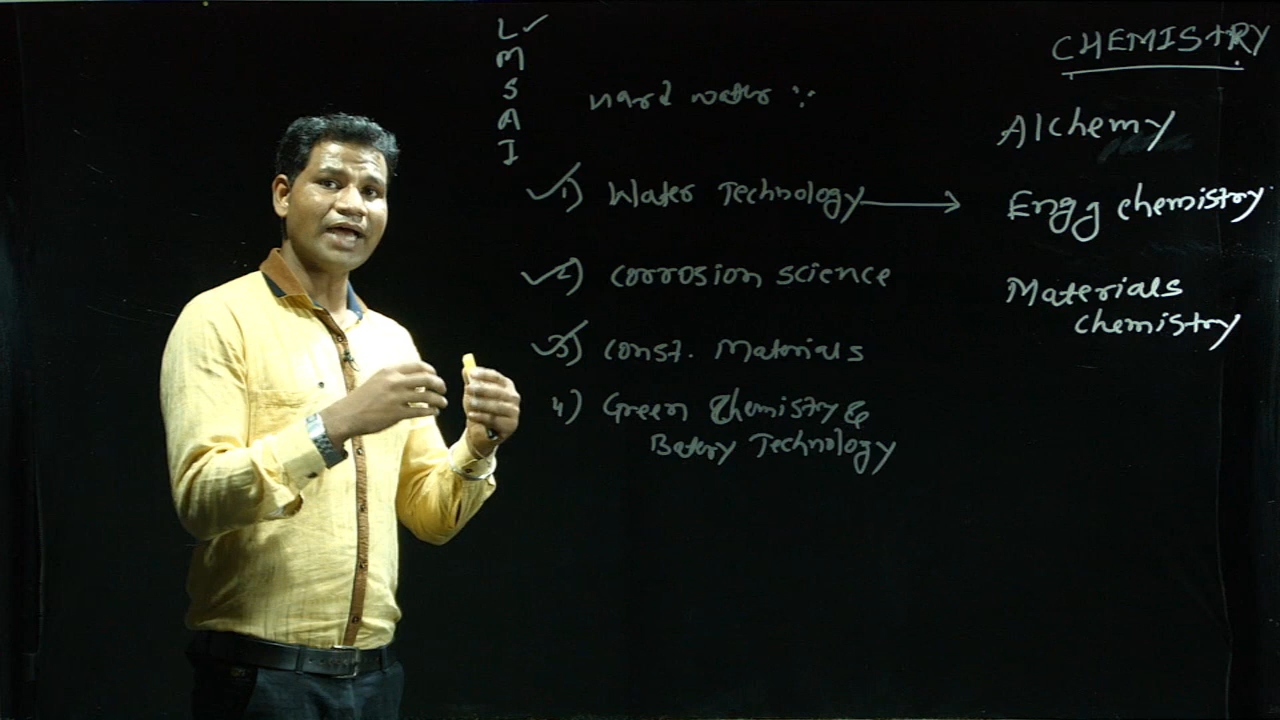 L ✓
M
S
A
I
Hard water :
✓ 1) Water Technology →
✓ 2) corrosion science
✓ 3) const. Materials
4) Green chemistry &
Battery Technology
CHEMISTRY
Alchemy
Engg chemistry
Materials
chemistry